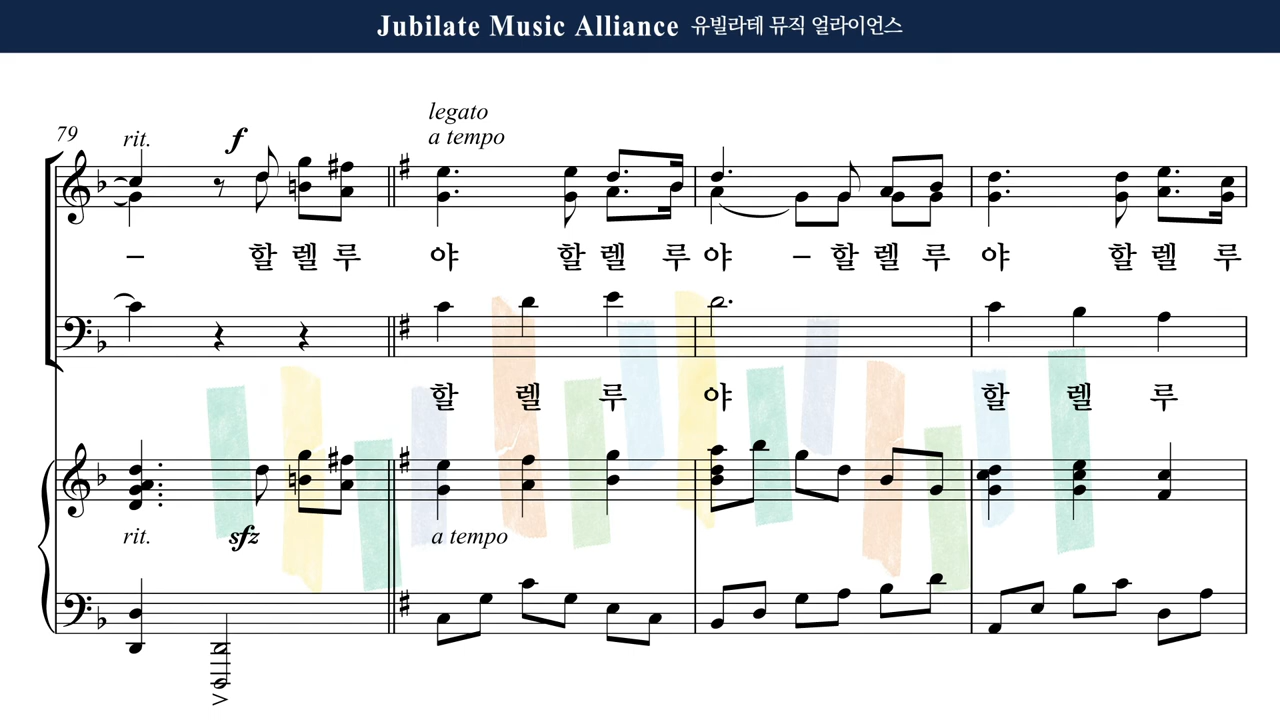 Jubilate Music Alliance 유빌라테 뮤직 얼라이언스
legato
79 rit. f a tempo
– 할 렐 루 야 할 렐 루 야 – 할 렐 루 야 할 렐 루
할 렐 루 야 할 렐 루
rit. sfz a tempo